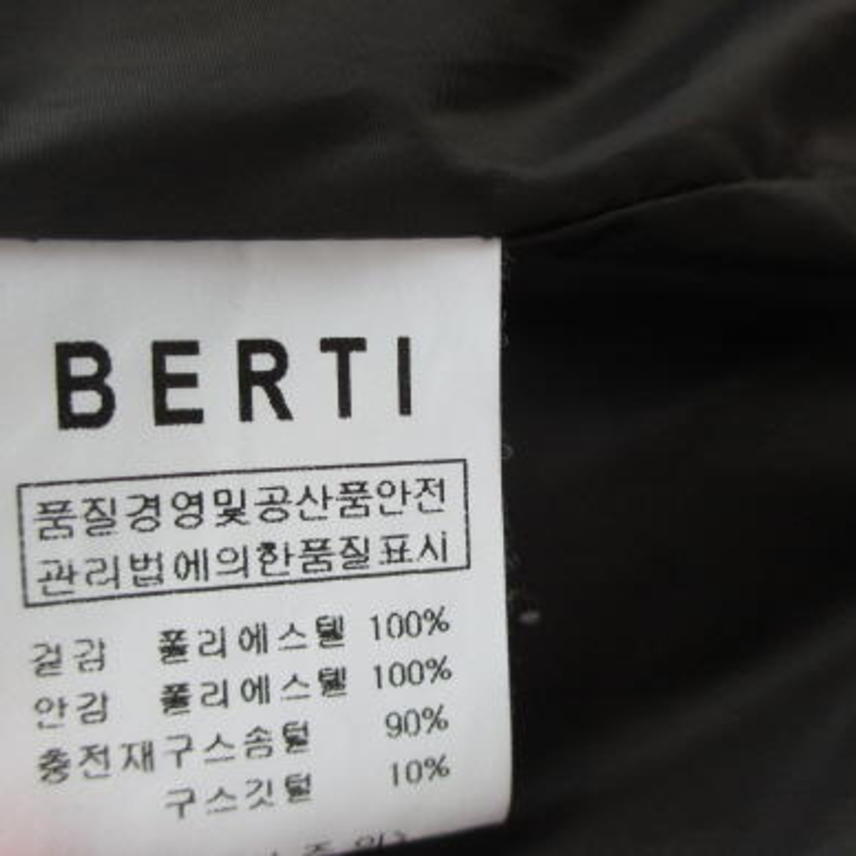 BERTI
품질경영및공산품안전
관리법에의한품질표시
겉감 폴리에스텔 100%
안감 폴리에스텔 100%
충전재구스솜털 90%
구스깃털 10%